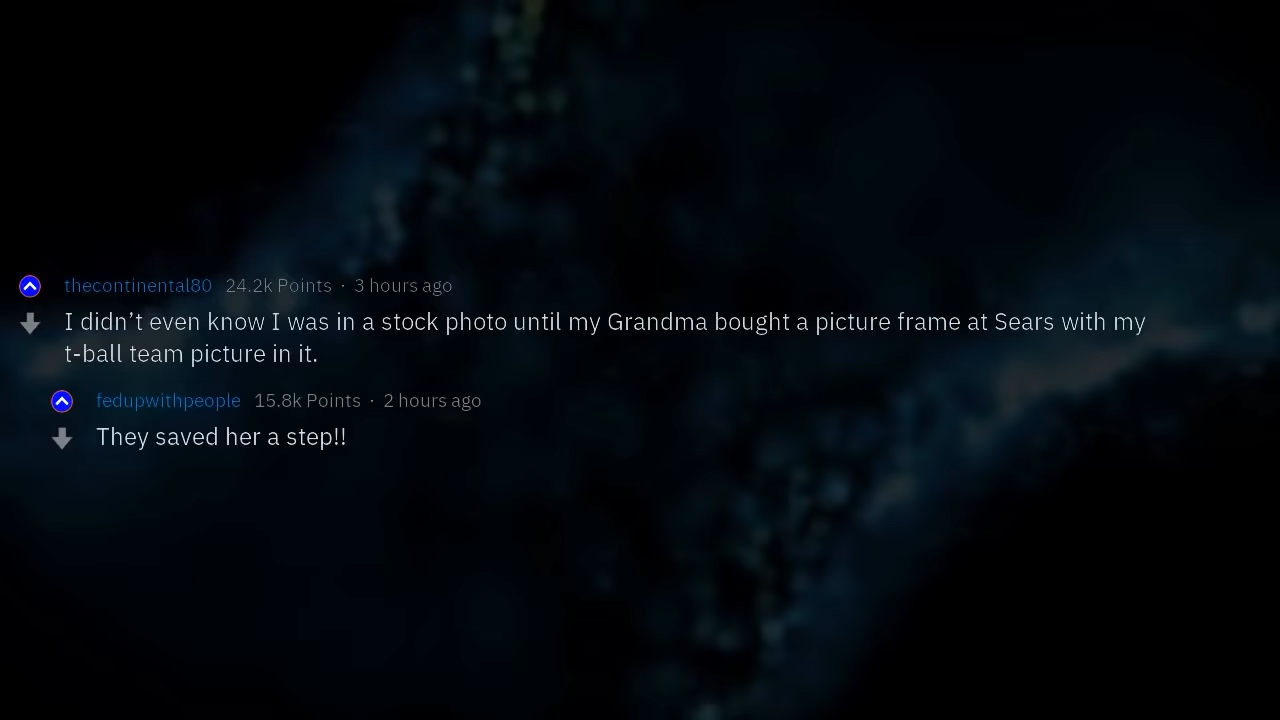 thecontinental80 24.2k Points · 3 hours ago
I didn’t even know I was in a stock photo until my Grandma bought a picture frame at Sears with my
t-ball team picture in it.
fedupwithpeople 15.8k Points · 2 hours ago
They saved her a step!!